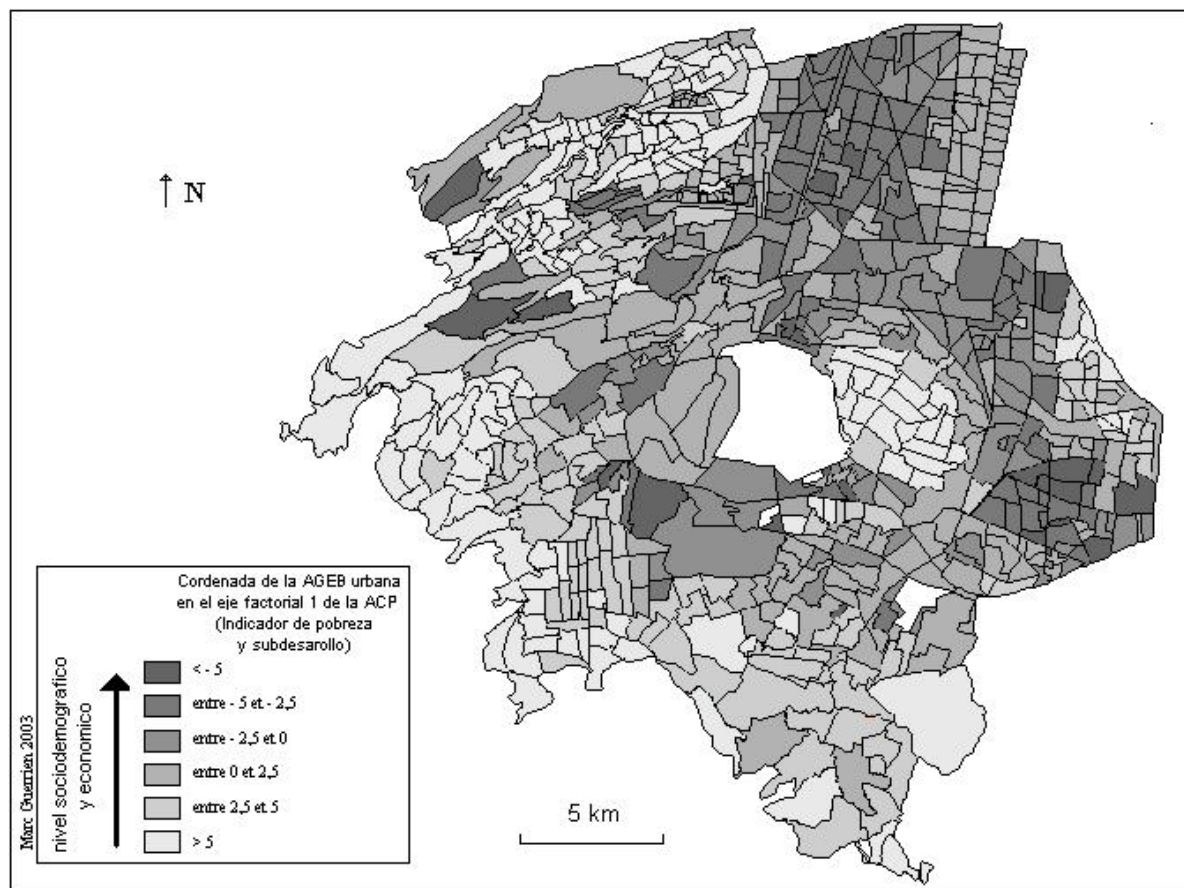 N
Cordenada de la AGEB urbana
en el eje factorial 1 de la ACP
(Indicador de pobreza
y subdesarollo)
< - 5
entre - 5 et - 2,5
entre - 2,5 et 0
entre 0 et 2,5
entre 2,5 et 5
> 5
nivel sociodemografico
y economico
Marc Guerrien 2003
5 km